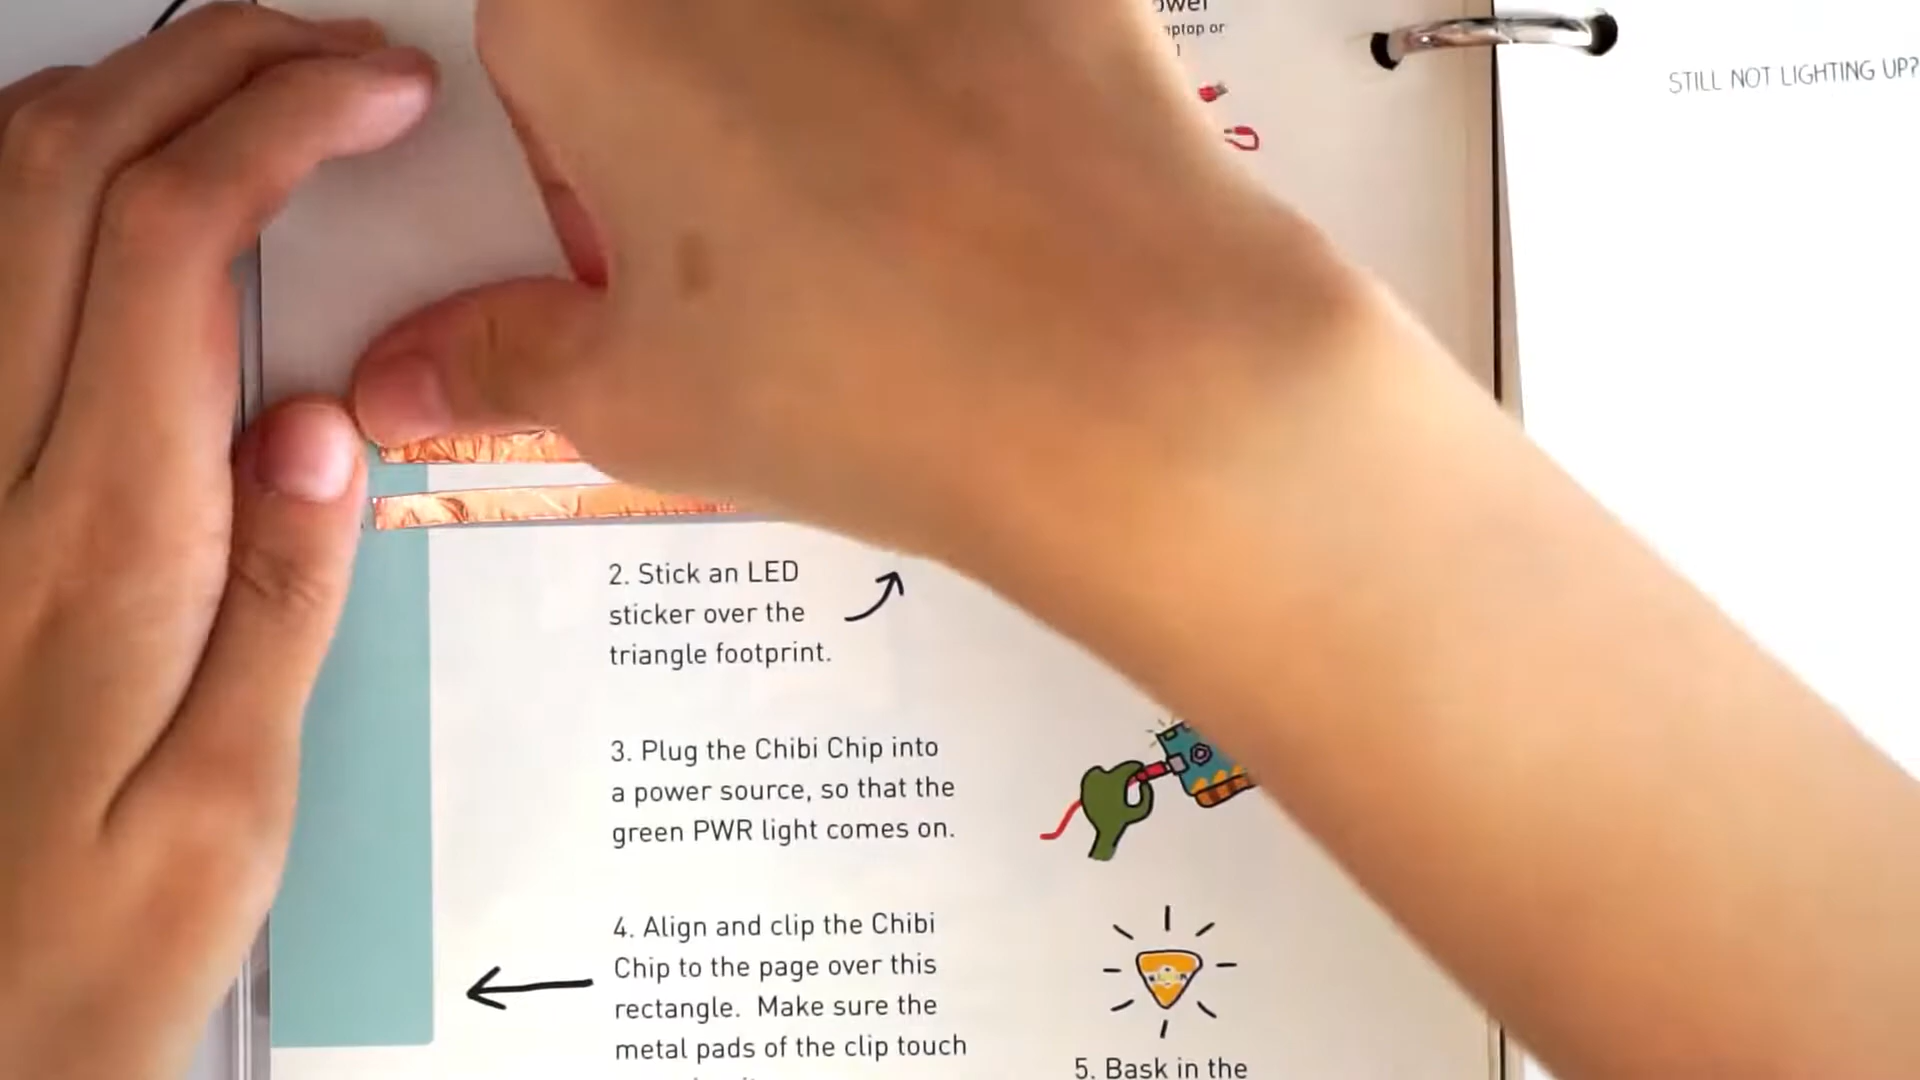 laptop or
STILL NOT LIGHTING UP?
2. Stick an LED
sticker over the
triangle footprint.
3. Plug the Chibi Chip into
a power source, so that the
green PWR light comes on.
4. Align and clip the Chibi
Chip to the page over this
rectangle. Make sure the
metal pads of the clip touch
5. Bask in the